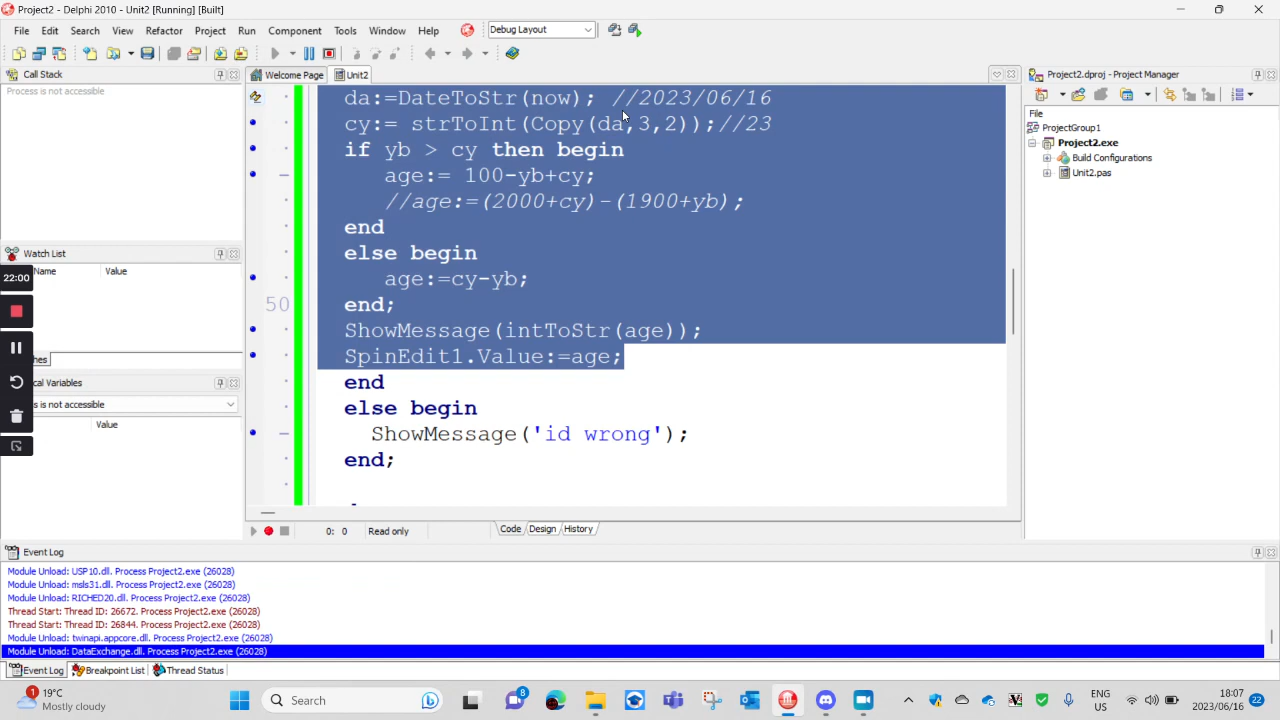 Project2 - Delphi 2010 - Unit2 [Running] [Built]
File Edit Search View Refactor Project Run Component Tools Window Help Debug Layout
Call Stack
Process is not accessible
Watch List
Name Value
22:00
hes
cal Variables
s is not accessible
Value
Welcome Page Unit2
da:=DateToStr(now); //2023/06/16
cy:= strToInt(Copy(da,3,2));//23
if yb > cy then begin
age:= 100-yb+cy;
//age:=(2000+cy)-(1900+yb);
end
else begin
age:=cy-yb;
50 end;
ShowMessage(intToStr(age));
SpinEdit1.Value:=age;
end
else begin
ShowMessage('id wrong');
end;
0: 0 Read only Code Design History
Project2.dproj - Project Manager
File
ProjectGroup1
Project2.exe
Build Configurations
Unit2.pas
Event Log
Module Unload: USP10.dll. Process Project2.exe (26028)
Module Unload: msls31.dll. Process Project2.exe (26028)
Module Unload: RICHED20.dll. Process Project2.exe (26028)
Thread Start: Thread ID: 26672. Process Project2.exe (26028)
Thread Start: Thread ID: 26844. Process Project2.exe (26028)
Module Unload: twinapi.appcore.dll. Process Project2.exe (26028)
Module Unload: DataExchange.dll. Process Project2.exe (26028)
Event Log Breakpoint List Thread Status
1 19°C
Mostly cloudy
Search
8
ENG
US
18:07
2023/06/16
22